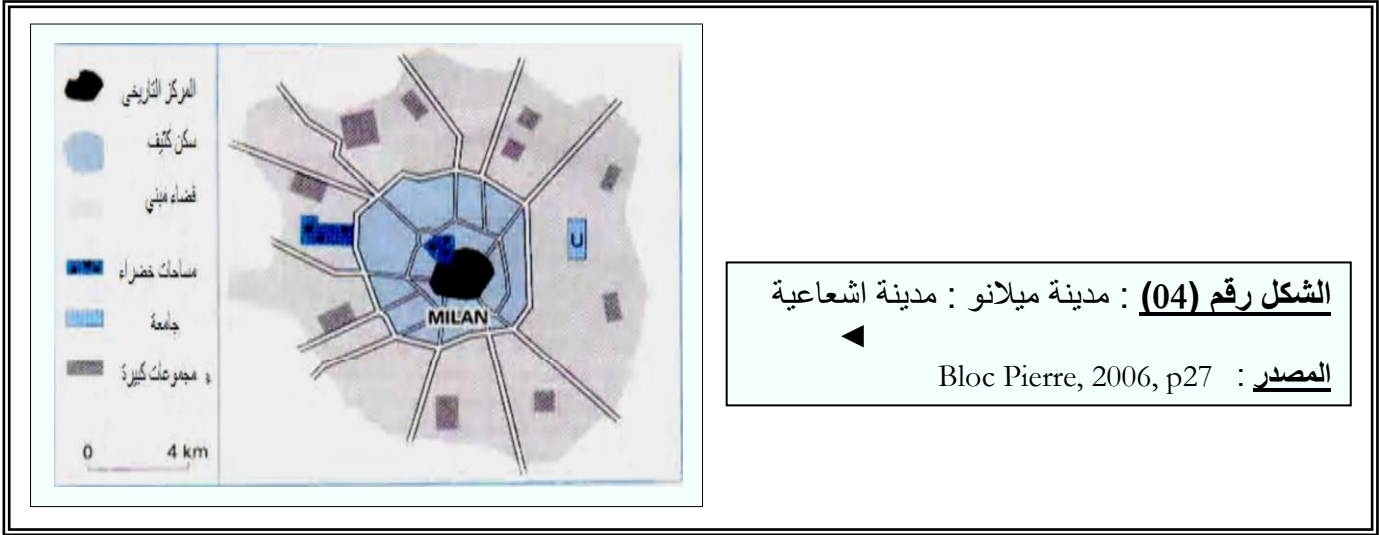 المركز التاريخي
سكن كثيف
فضاء مبني
مساحات خضراء
جامعة
مجموعات كبيرة
0 4 km
U
MILAN
الشكل رقم (04) : مدينة ميلانو : مدينة اشعاعية
◄
المصدر : Bloc Pierre, 2006, p27